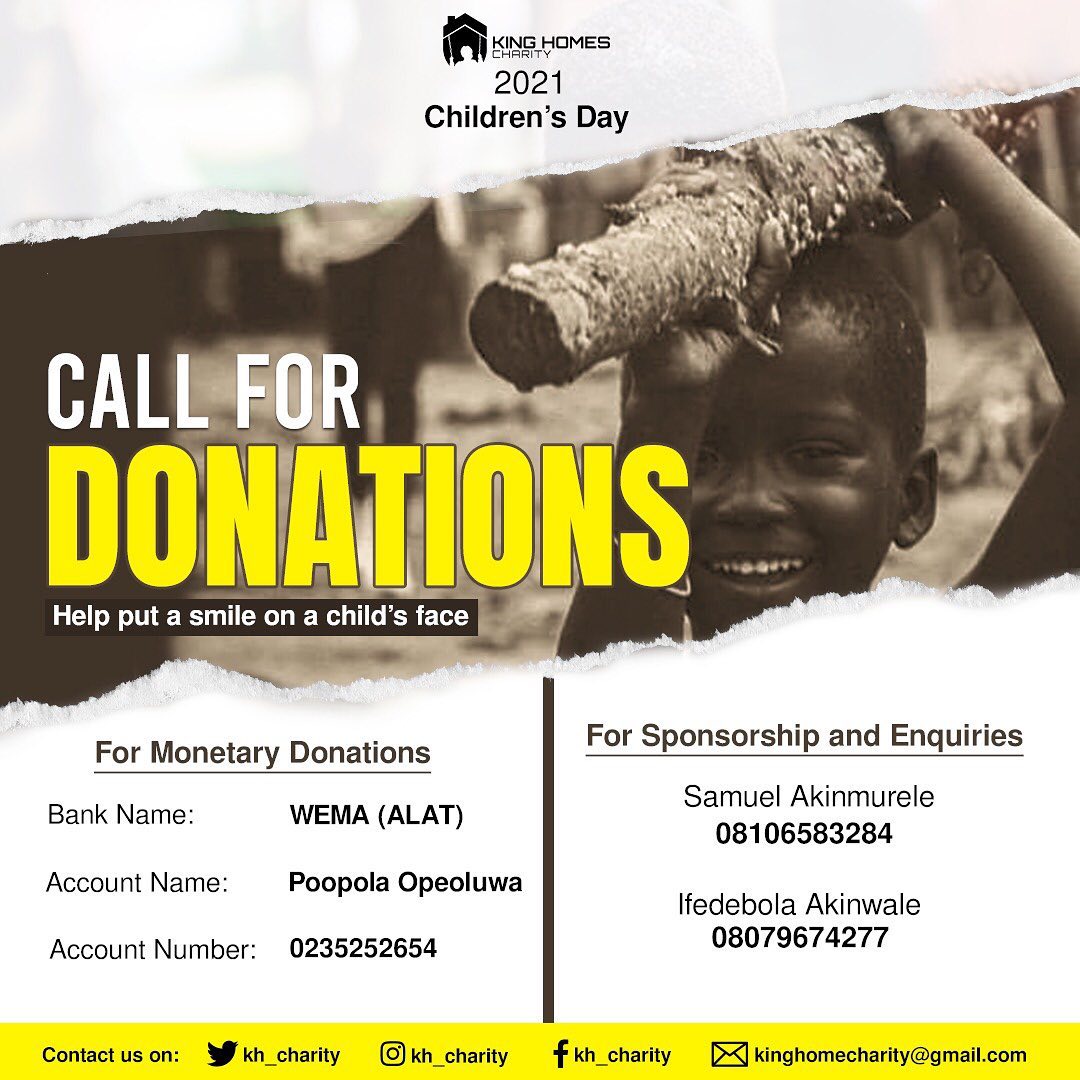 KING HOMES
CHARITY
2021
Children's Day
CALL FOR
DONATIONS
Help put a smile on a child's face
For Monetary Donations
Bank Name: WEMA (ALAT)
Account Name: Poopola Opeoluwa
Account Number: 0235252654
For Sponsorship and Enquiries
Samuel Akinmurele
08106583284
Ifedebola Akinwale
08079674277
Contact us on: kh_charity kh_charity kh_charity kinghomecharity@gmail.com